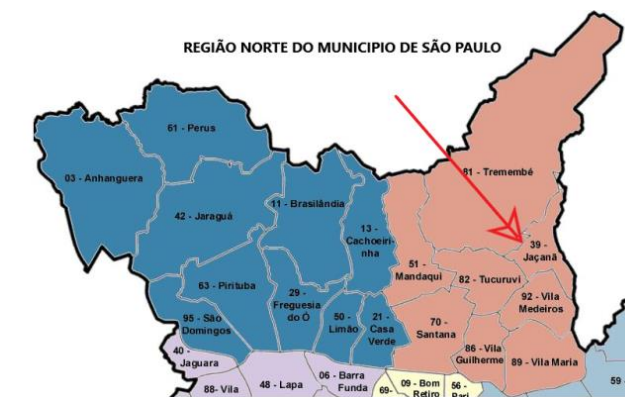 REGIÃO NORTE DO MUNICIPIO DE SÃO PAULO
61 - Perus
03 - Anhanguera
81 - Tremembé
42 - Jaraguá
11 - Brasilândia
13 -
Cachoeiri-
nha
39 -
Jaçanã
51 -
Mandaqui
82 - Tucuruvi
63 - Pirituba
29 -
Freguesia
do Ó
92 - Vila
Medeiros
95 - São
Domingos
50 -
Limão
21 -
Casa
Verde
70 -
Santana
86 - Vila
Guilherme
89 - Vila Maria
40 -
Jaguara
88- Vila
48 - Lapa
06 - Barra
Funda
69-
09 - Bom
Retiro
56 -
Pari
59 -